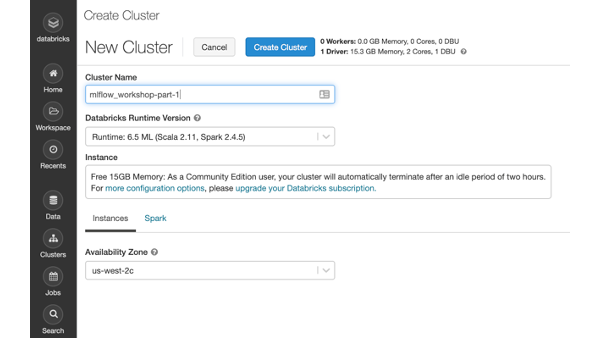 Create Cluster
databricks
New Cluster
Cancel
Create Cluster
0 Workers: 0.0 GB Memory, 0 Cores, 0 DBU
1 Driver: 15.3 GB Memory, 2 Cores, 1 DBU
Home
Workspace
Recents
Data
Clusters
Jobs
Search
Cluster Name
mlflow_workshop-part-1
Databricks Runtime Version
Runtime: 6.5 ML (Scala 2.11, Spark 2.4.5)
Instance
Free 15GB Memory: As a Community Edition user, your cluster will automatically terminate after an idle period of two hours.
For more configuration options, please upgrade your Databricks subscription.
Instances
Spark
Availability Zone
us-west-2c